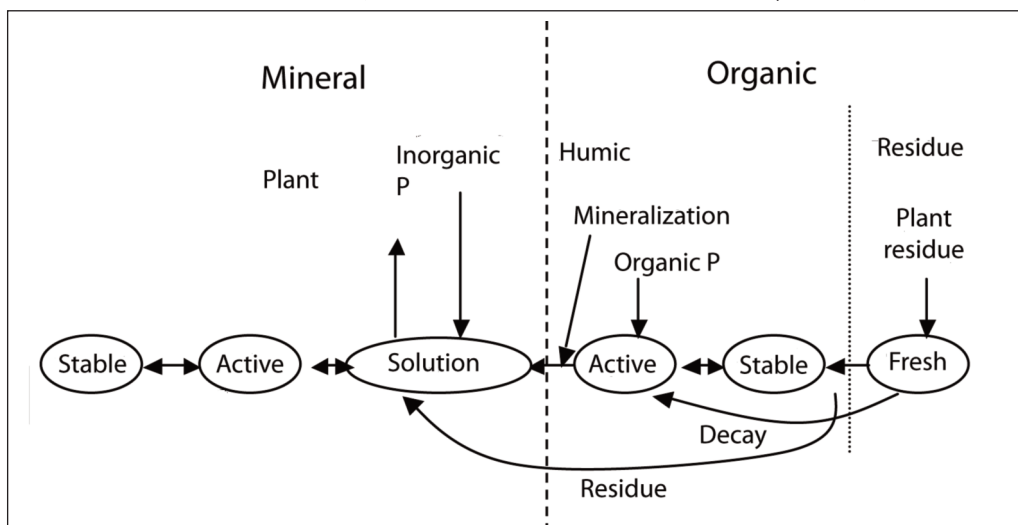 Mineral
Organic
Plant
Inorganic
P
Humic
Residue
Mineralization
Organic P
Plant
residue
Stable
Active
Solution
Active
Stable
Fresh
Decay
Residue